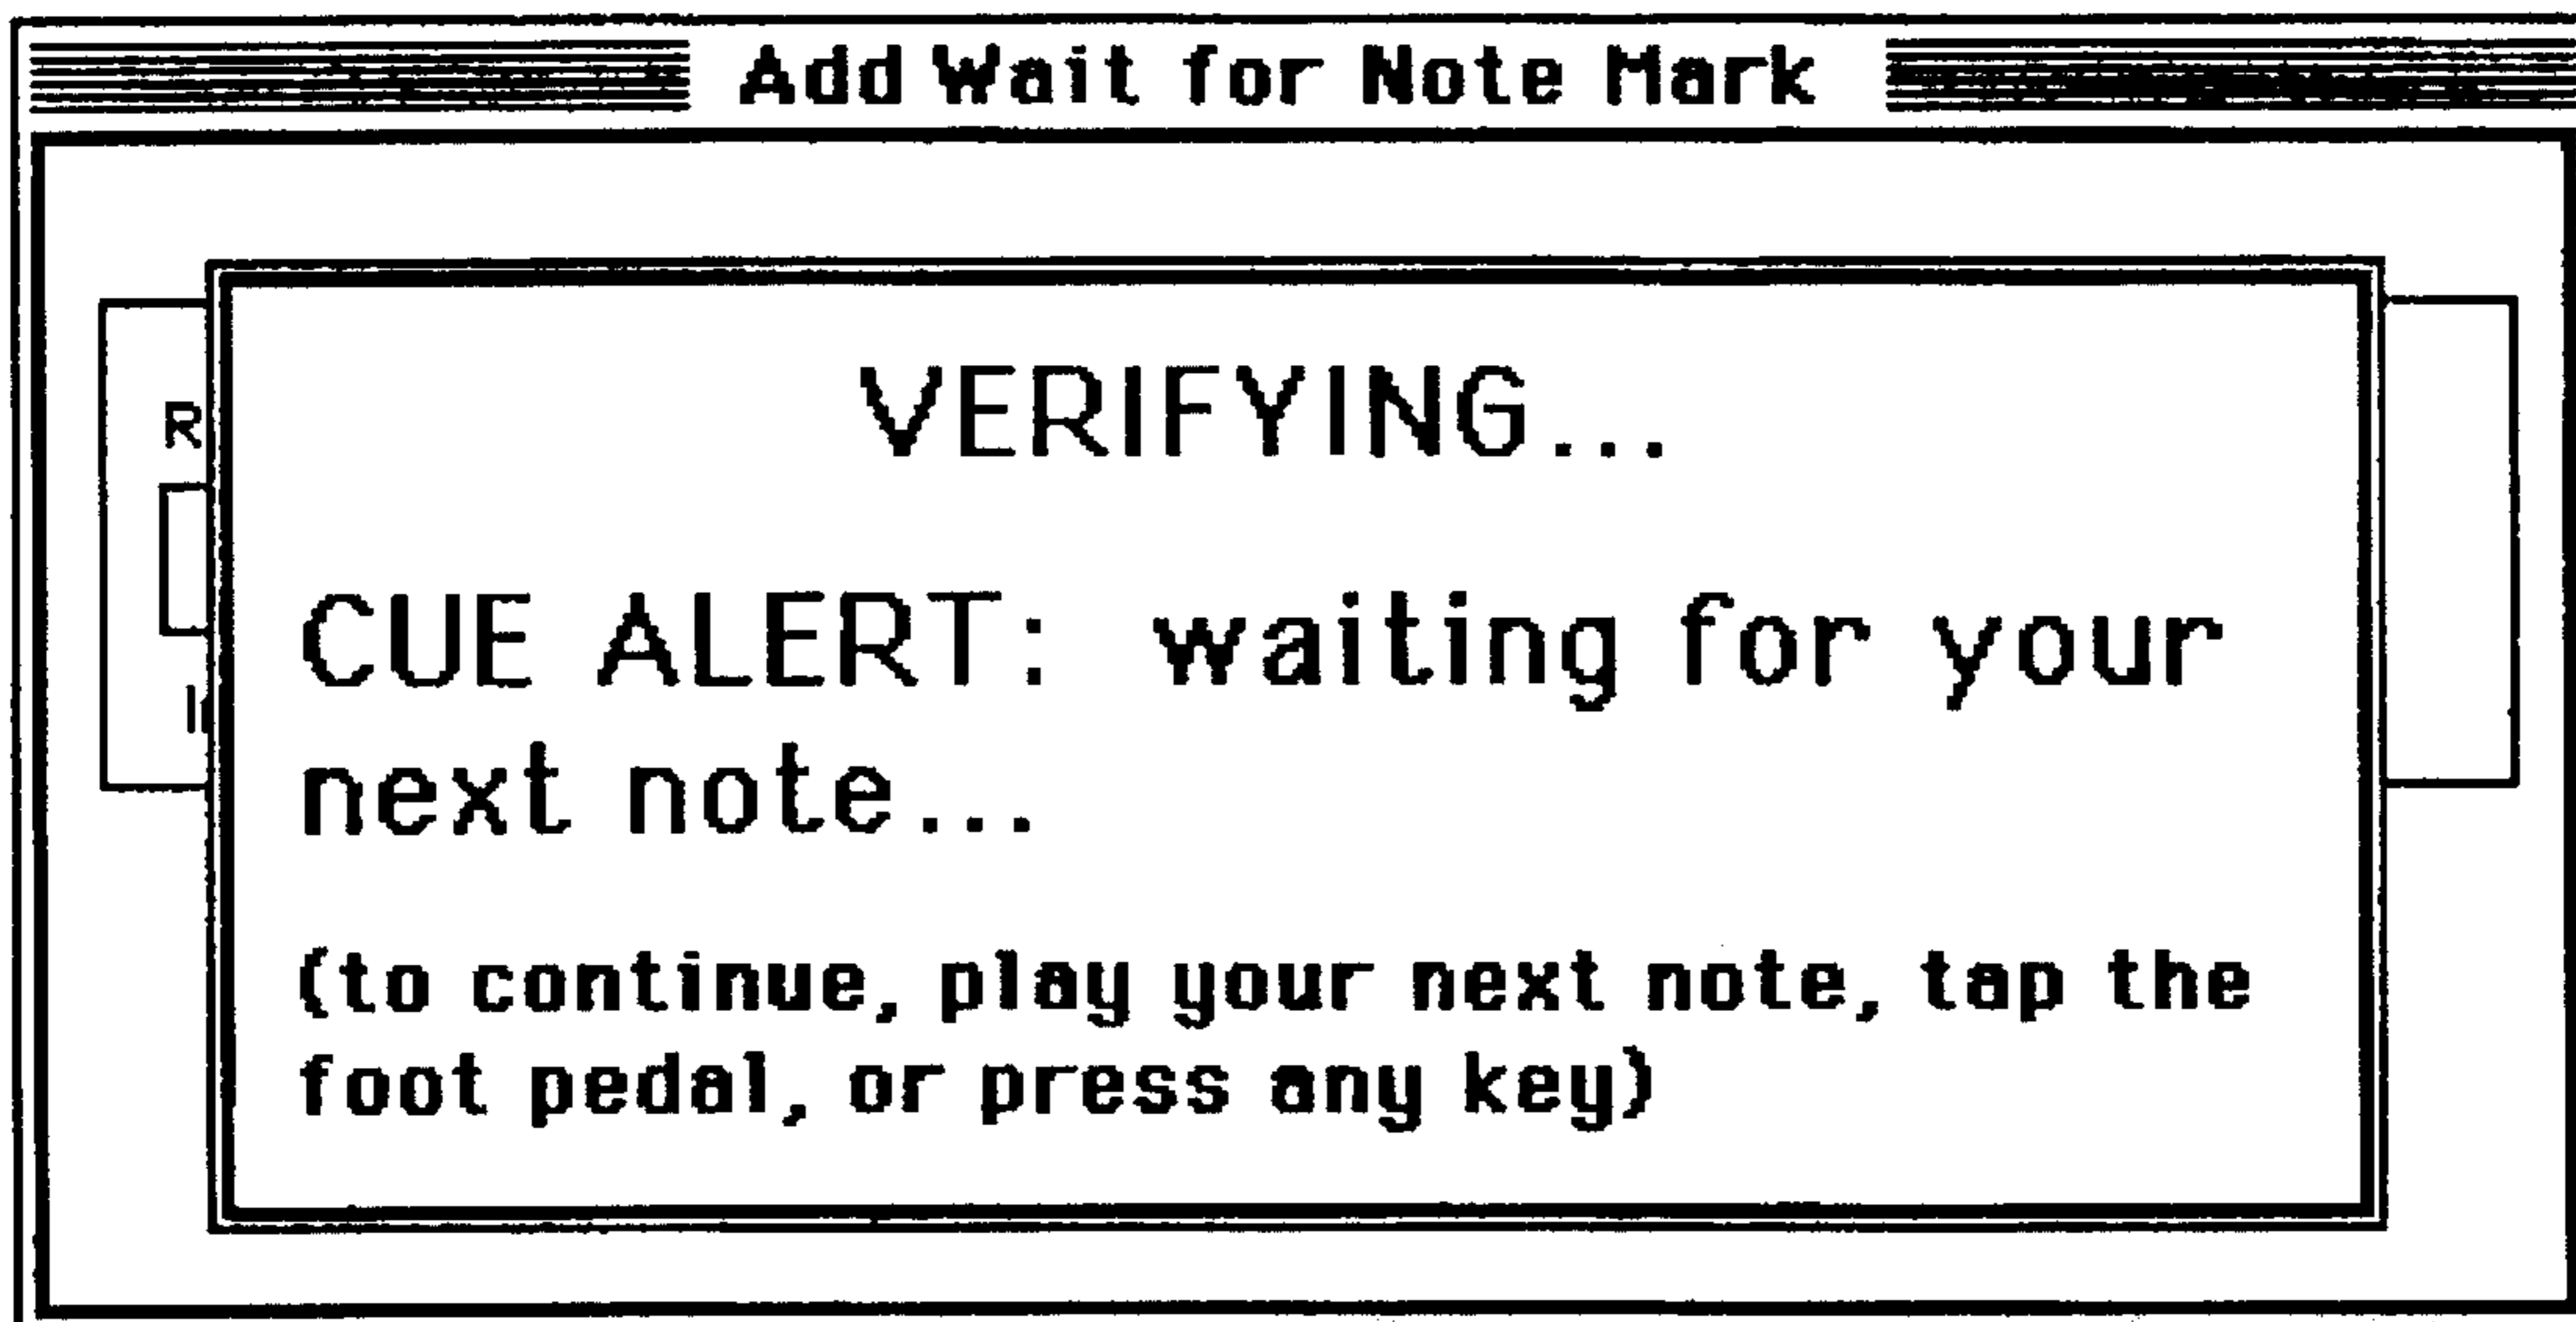 Add Wait for Note Mark
VERIFYING...
R
CUE ALERT: waiting for your
next note...
(to continue, play your next note, tap the
foot pedal, or press any key)